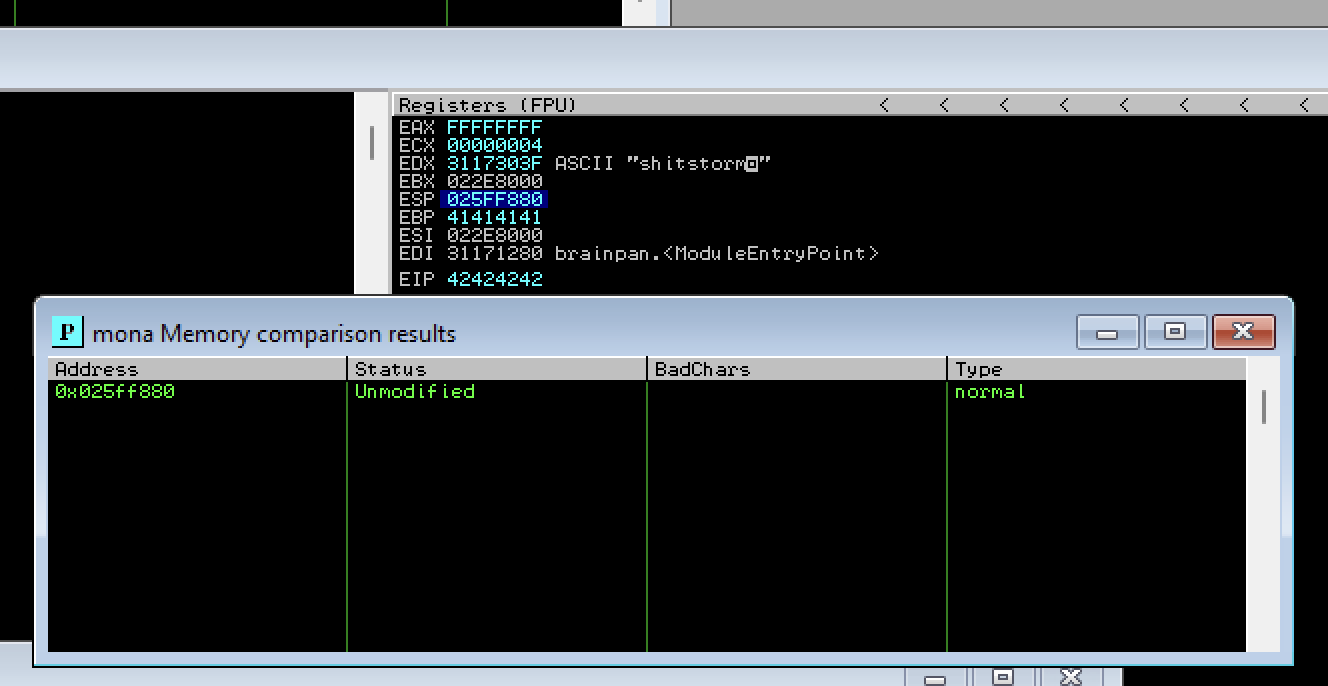 Registers (FPU) < < < < < < < <
EAX FFFFFFFF
ECX 00000004
EDX 3117303F ASCII "shitstorm"
EBX 022E8000
ESP 025FF880
EBP 41414141
ESI 022E8000
EDI 31171280 brainpan.<ModuleEntryPoint>
EIP 42424242
P mona Memory comparison results
Address Status BadChars Type
0x025ff880 Unmodified normal